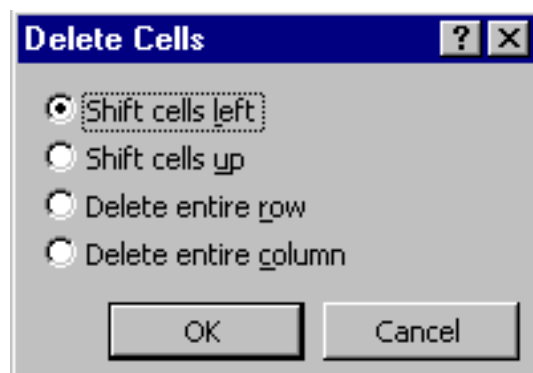 Delete Cells ? X
Shift cells left
Shift cells up
Delete entire row
Delete entire column
OK Cancel